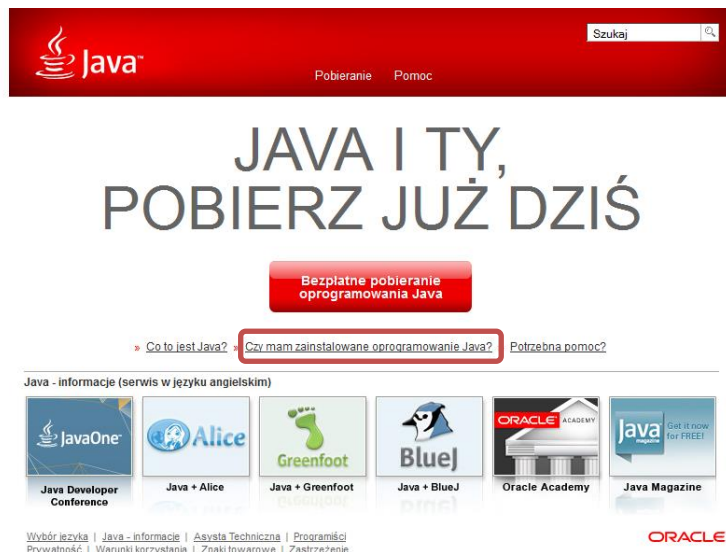 Szukaj
Java™
Pobieranie Pomoc
JAVA I TY,
POBIERZ JUŻ DZIŚ
Bezpłatne pobieranie
oprogramowania Java
» Co to jest Java? » Czy mam zainstalowane oprogramowanie Java? Potrzebna pomoc?
Java - informacje (serwis w języku angielskim)
JavaOne™
Alice
Greenfoot
BlueJ
ORACLE ACADEMY
Java magazine
Get it now
for FREE!
Java Developer
Conference
Java + Alice
Java + Greenfoot
Java + BlueJ
Oracle Academy
Java Magazine
Wybór języka | Java - informacje | Asysta Techniczna | Programiści
Prywatność | Warunki korzystania | Znaki towarowe | Zastrzeżenie
ORACLE